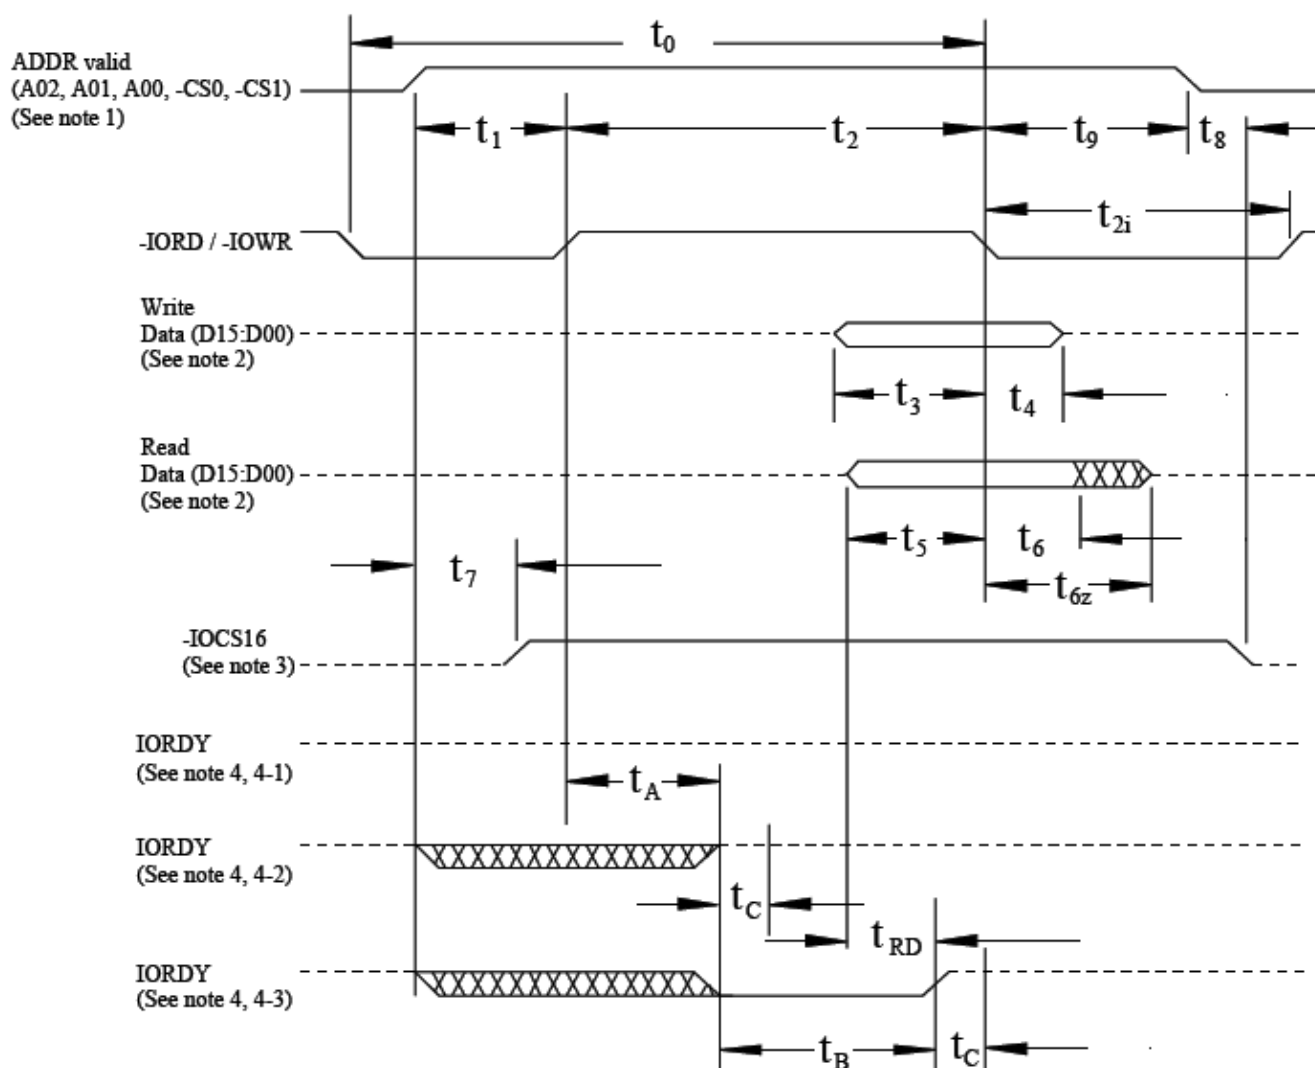 t0
ADDR valid
(A02, A01, A00, -CS0, -CS1)
(See note 1)
t1
t2
t9
t8
t2i
-IORD / -IOWR
Write
Data (D15:D00)
(See note 2)
t3
t4
Read
Data (D15:D00)
(See note 2)
t5
t6
t7
t6z
-IOCS16
(See note 3)
IORDY
(See note 4, 4-1)
tA
IORDY
(See note 4, 4-2)
tC
tRD
IORDY
(See note 4, 4-3)
tB
tC